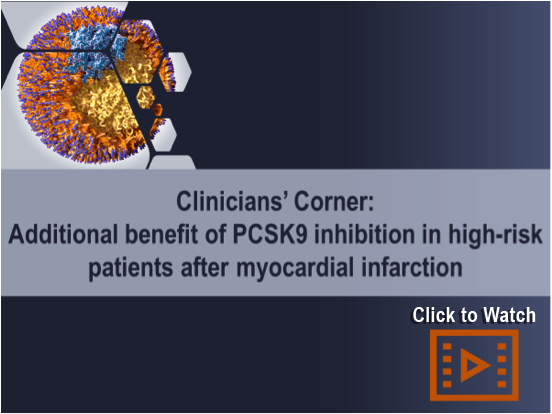 Clinicians' Corner:
Additional benefit of PCSK9 inhibition in high-risk
patients after myocardial infarction
Click to Watch